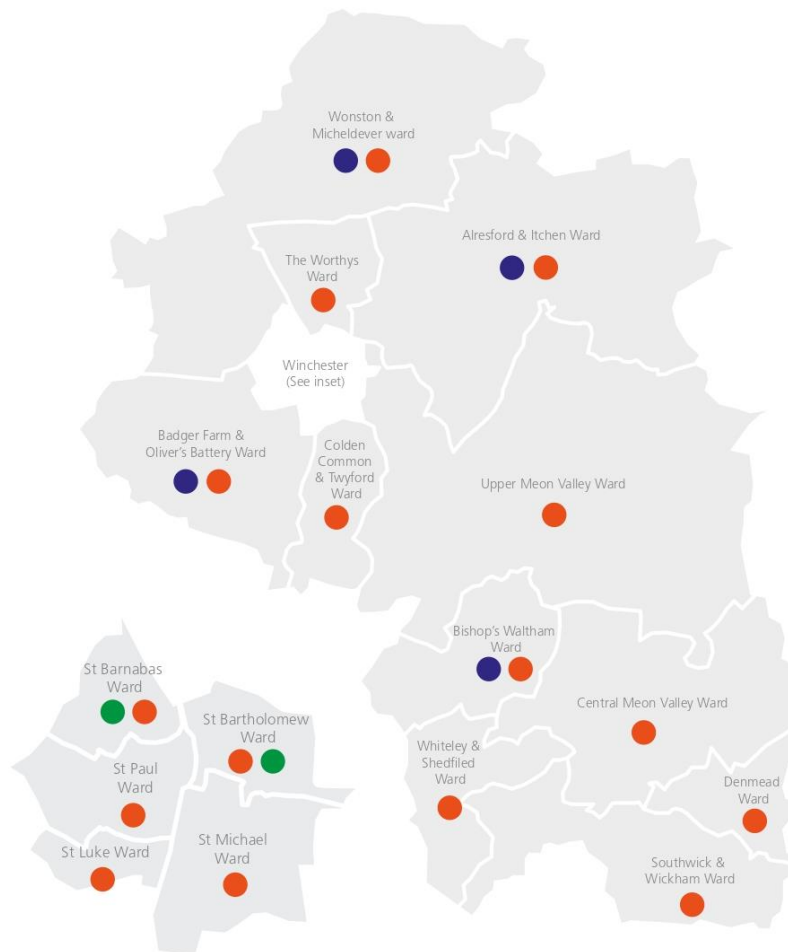 Wonston &
Micheldever ward
Alresford & Itchen Ward
The Worthys
Ward
Winchester
(See inset)
Badger Farm &
Oliver's Battery Ward
Colden
Common
& Twyford
Ward
Upper Meon Valley Ward
Bishop's Waltham
Ward
St Barnabas
Ward
Central Meon Valley Ward
St Bartholomew
Ward
Whiteley &
Shedfiled
Ward
St Paul
Ward
Denmead
Ward
St Luke Ward
St Michael
Ward
Southwick &
Wickham Ward